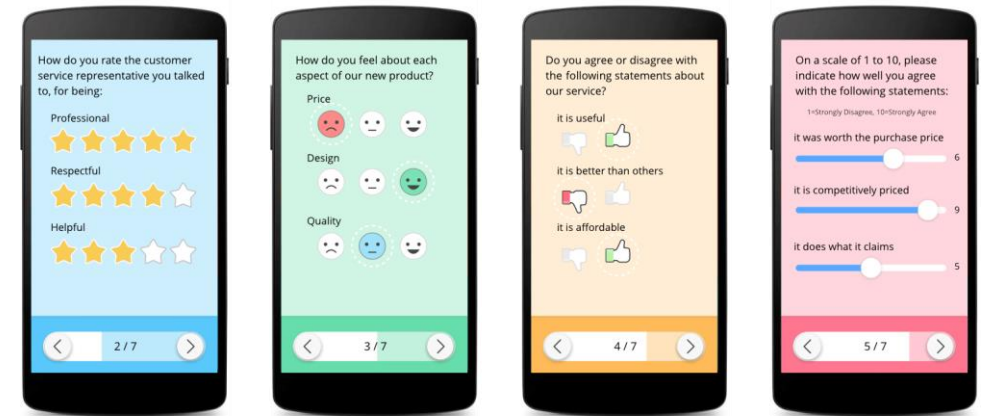 How do you rate the customer
service representative you talked
to, for being:
Professional
Respectful
Helpful
2 / 7
How do you feel about each
aspect of our new product?
Price
Design
Quality
3 / 7
Do you agree or disagree with
the following statements about
our service?
it is useful
it is better than others
it is affordable
4 / 7
On a scale of 1 to 10, please
indicate how well you agree
with the following statements:
1=Strongly Disagree, 10=Strongly Agree
it was worth the purchase price
6
it is competitively priced
9
it does what it claims
5
5 / 7